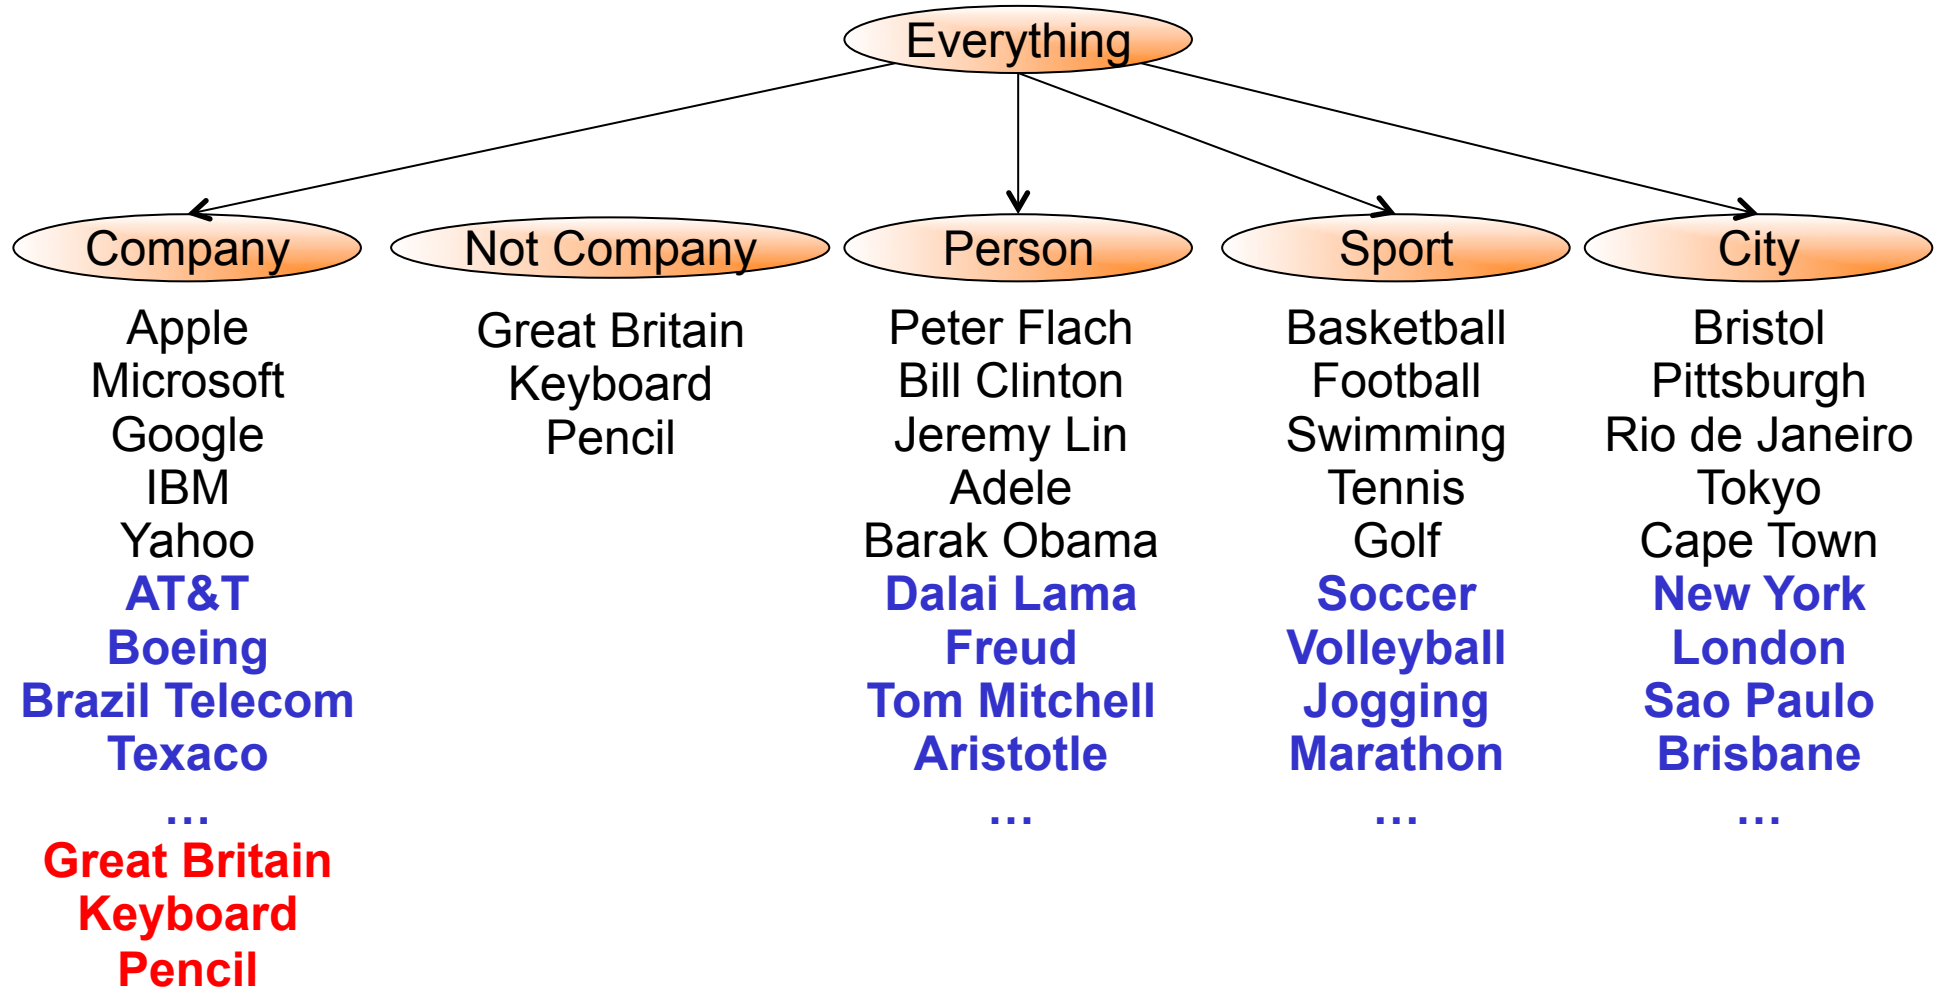 Everything
Company
Not Company
Person
Sport
City
Apple
Microsoft
Google
IBM
Yahoo
AT&T
Boeing
Brazil Telecom
Texaco
…
Great Britain
Keyboard
Pencil
Great Britain
Keyboard
Pencil
Peter Flach
Bill Clinton
Jeremy Lin
Adele
Barak Obama
Dalai Lama
Freud
Tom Mitchell
Aristotle
…
Basketball
Football
Swimming
Tennis
Golf
Soccer
Volleyball
Jogging
Marathon
…
Bristol
Pittsburgh
Rio de Janeiro
Tokyo
Cape Town
New York
London
Sao Paulo
Brisbane
…